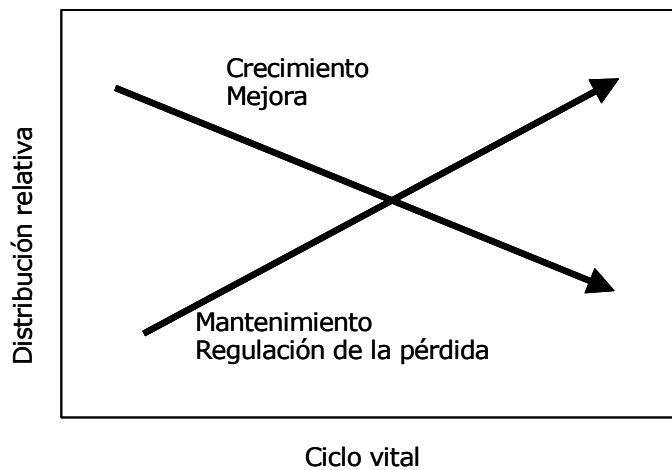 Crecimiento
Mejora
Distribución relativa
Mantenimiento
Regulación de la pérdida
Ciclo vital